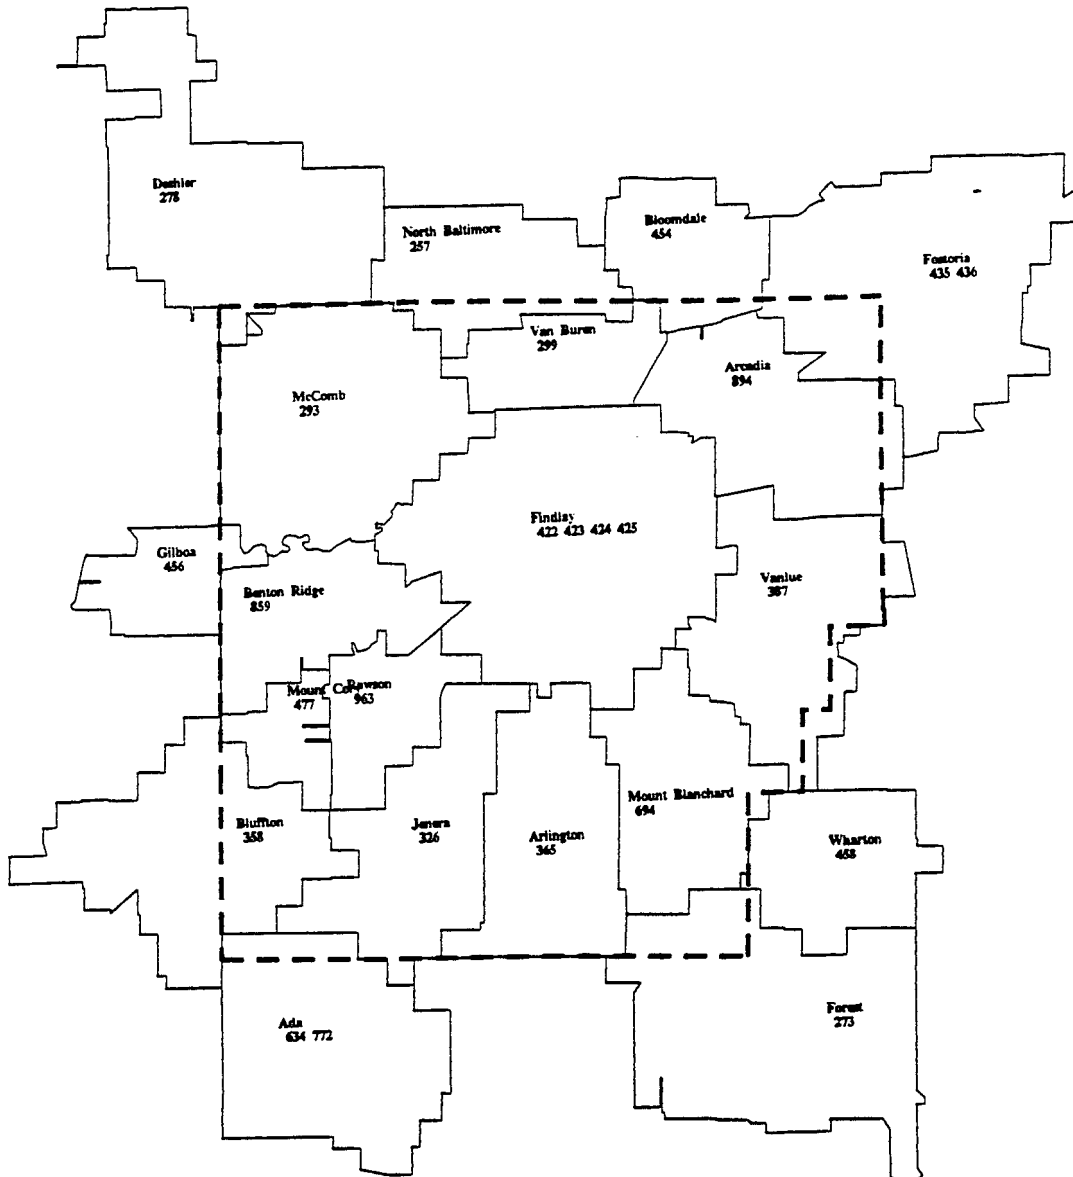 Deshler
278
North Baltimore
257
Bloomdale
454
Fostoria
435 436
Van Buren
299
Arcadia
894
McComb
293
Findlay
422 423 424 425
Gilboa
456
Benton Ridge
859
Vanlue
387
Mount Cory
477
Rawson
963
Mount Blanchard
694
Bluffton
358
Jenera
326
Arlington
365
Wharton
458
Forest
273
Ada
634 772